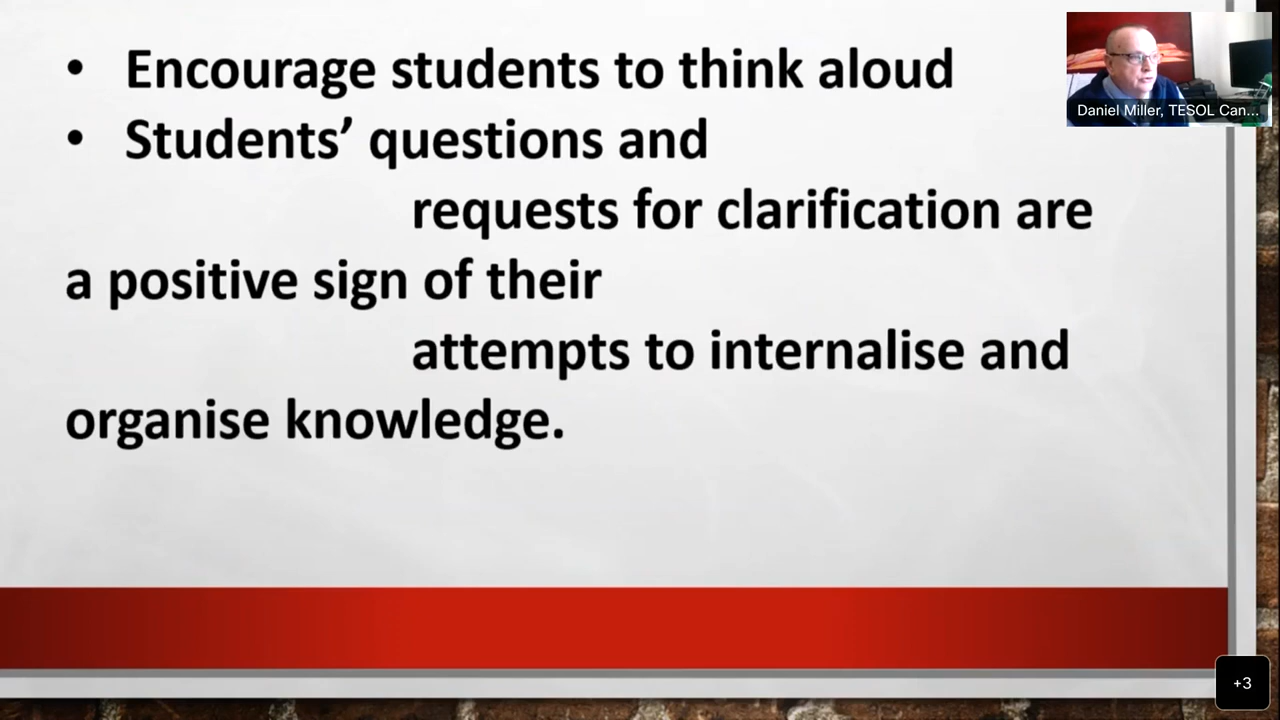 • Encourage students to think aloud
• Students’ questions and
requests for clarification are
a positive sign of their
attempts to internalise and
organise knowledge.
Daniel Miller, TESOL Can...
+3